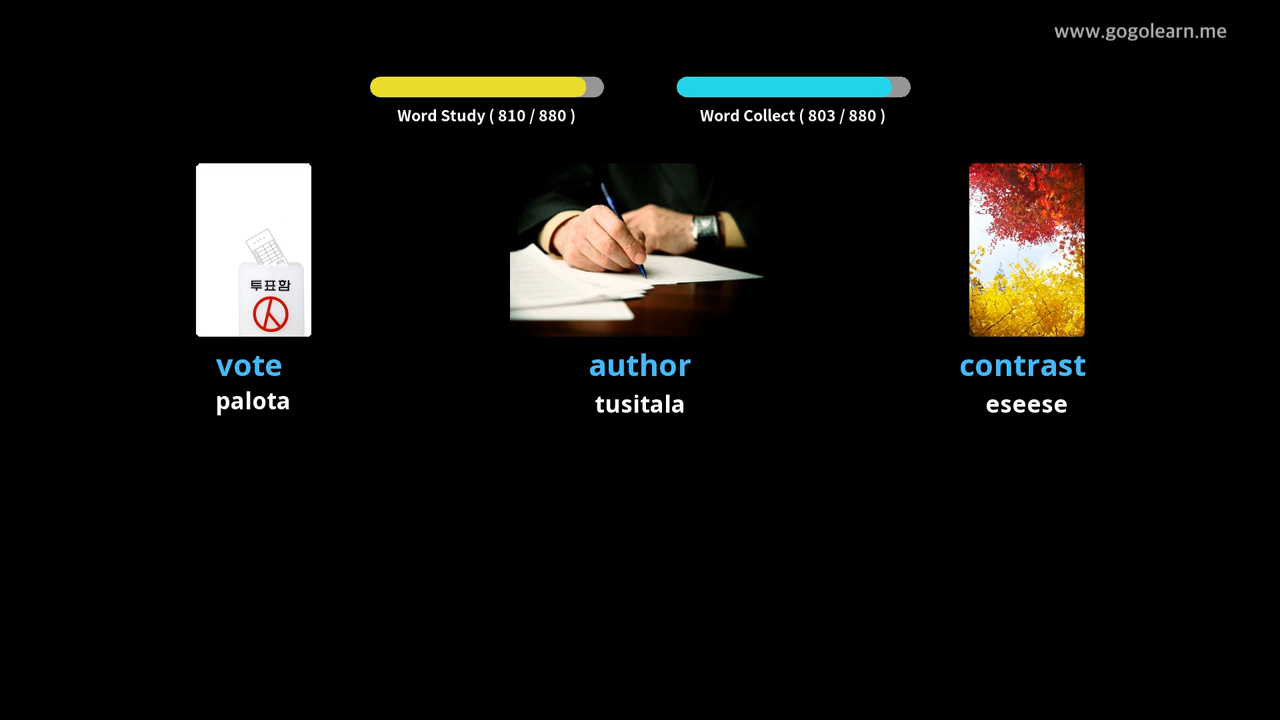 www.gogolearn.me
Word Study ( 810 / 880 )
Word Collect ( 803 / 880 )
투표함
vote
author
contrast
palota
tusitala
eseese